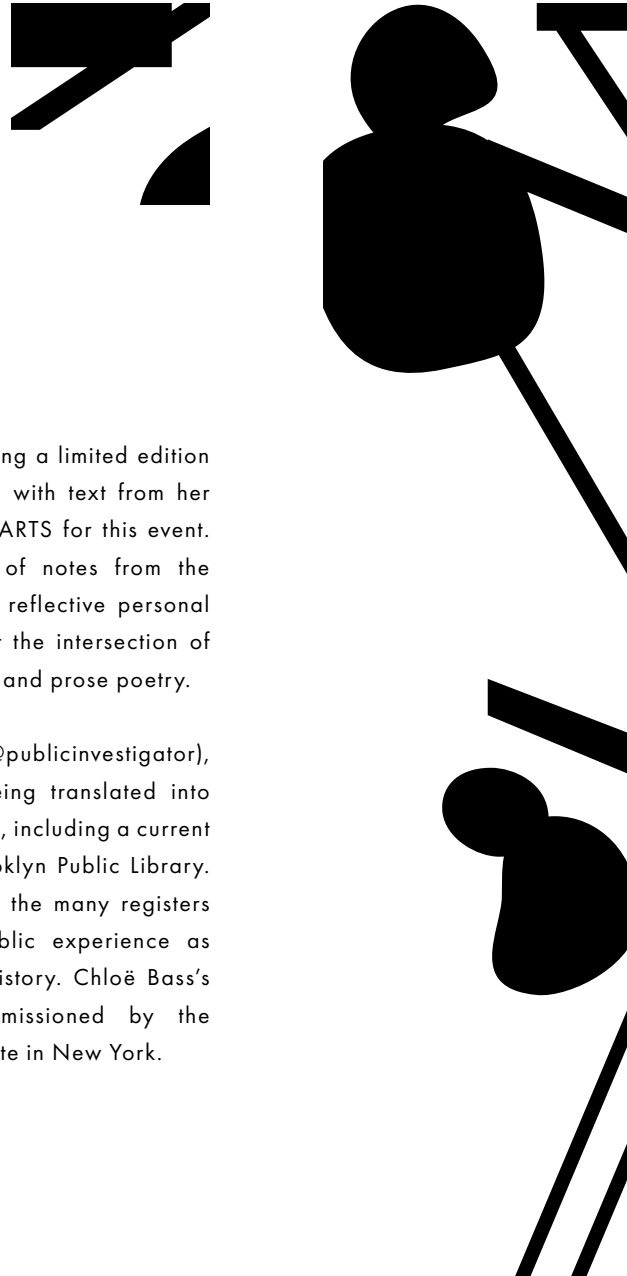 ng a limited edition
with text from her
ARTS for this event.
of notes from the
reflective personal
the intersection of
and prose poetry.
@publicinvestigator),
eing translated into
, including a current
oklyn Public Library.
the many registers
blic experience as
istory. Chloë Bass's
missioned by the
te in New York.